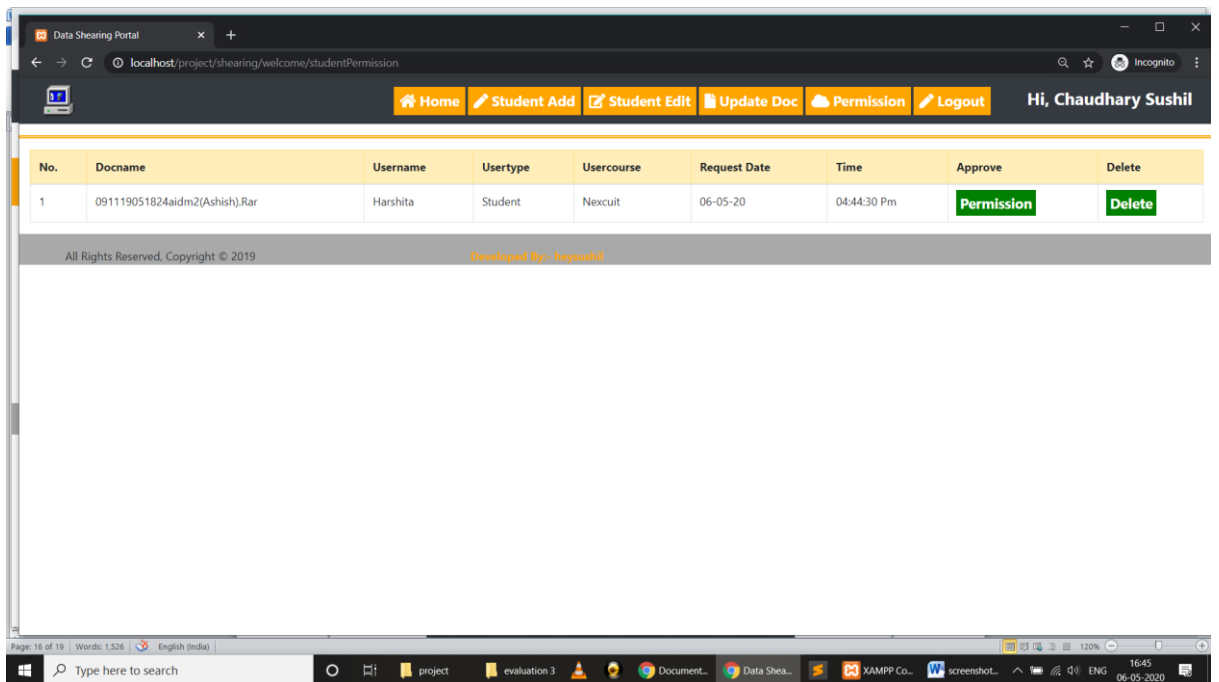 Data Shearing Portal
localhost/project/shearing/welcome/studentPermission
Incognito
Home Student Add Student Edit Update Doc Permission Logout Hi, Chaudhary Sushil
No. Docname Username Usertype Usercourse Request Date Time Approve Delete
1 091119051824aidm2(Ashish).Rar Harshita Student Nexcuit 06-05-20 04:44:30 Pm Permission Delete
All Rights Reserved, Copyright © 2019 Developed By:-
Page: 16 of 19 Words: 1,526 English (India) 120%
Type here to search project evaluation 3 Document... Data Shea... XAMPP Co... screenshot... ENG 16:45
06-05-2020